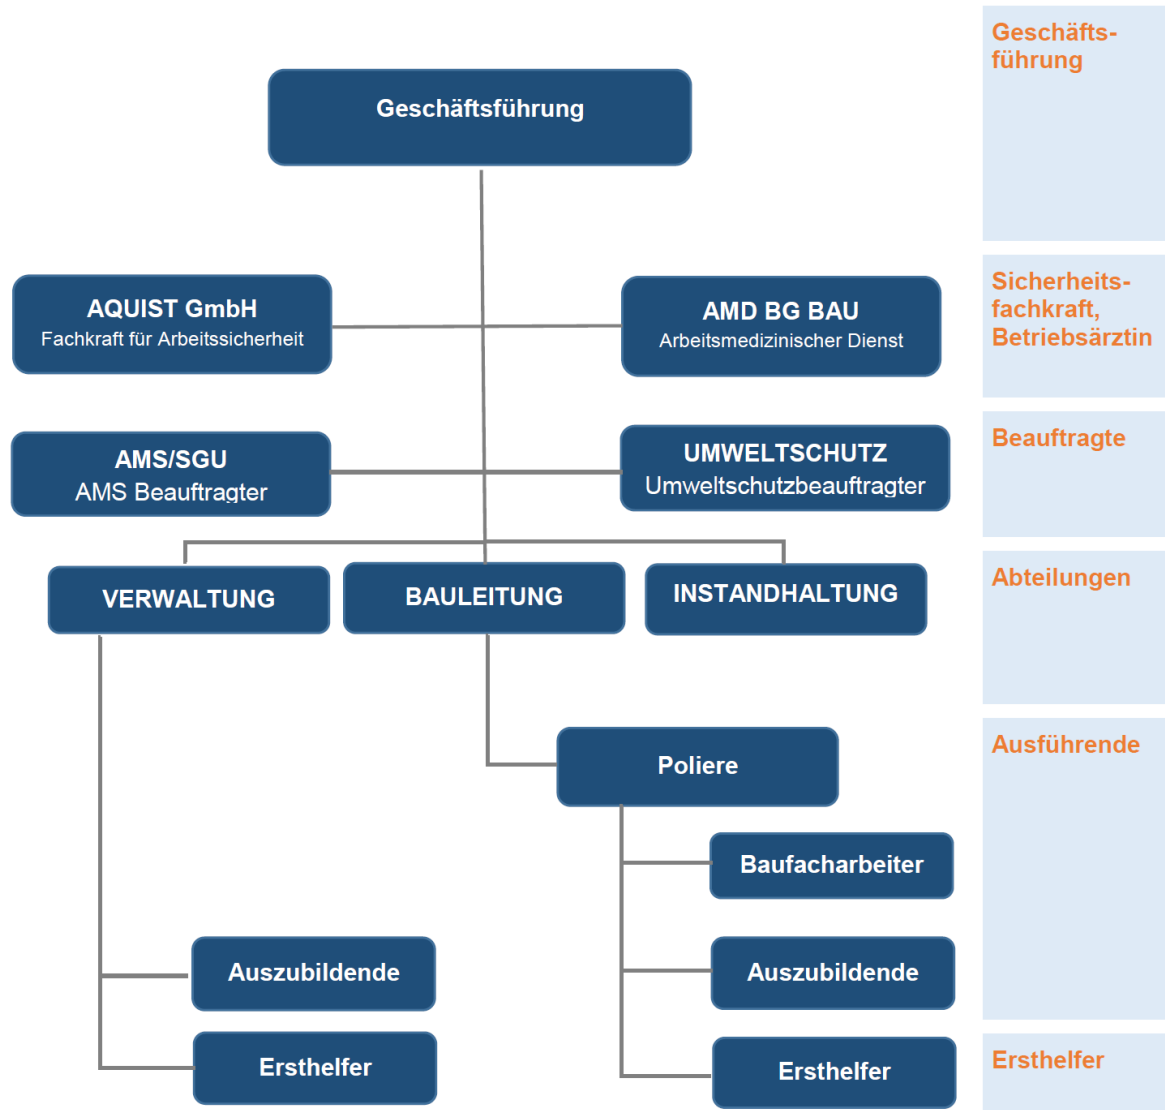 Geschäfts-
führung
Geschäftsführung
Sicherheits-
fachkraft,
Betriebsärztin
AQUIST GmbH
Fachkraft für Arbeitssicherheit
AMD BG BAU
Arbeitsmedizinischer Dienst
Beauftragte
AMS/SGU
AMS Beauftragter
UMWELTSCHUTZ
Umweltschutzbeauftragter
Abteilungen
VERWALTUNG
BAULEITUNG
INSTANDHALTUNG
Ausführende
Poliere
Baufacharbeiter
Auszubildende
Auszubildende
Ersthelfer
Ersthelfer
Ersthelfer